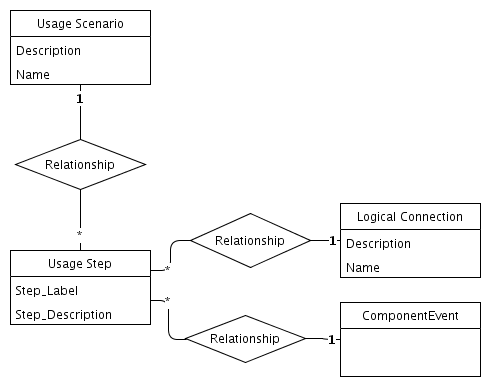 Usage Scenario
Description
Name
1
Relationship
*
Usage Step
Step_Label
Step_Description
*
Relationship
1
Logical Connection
Description
Name
*
Relationship
1
ComponentEvent